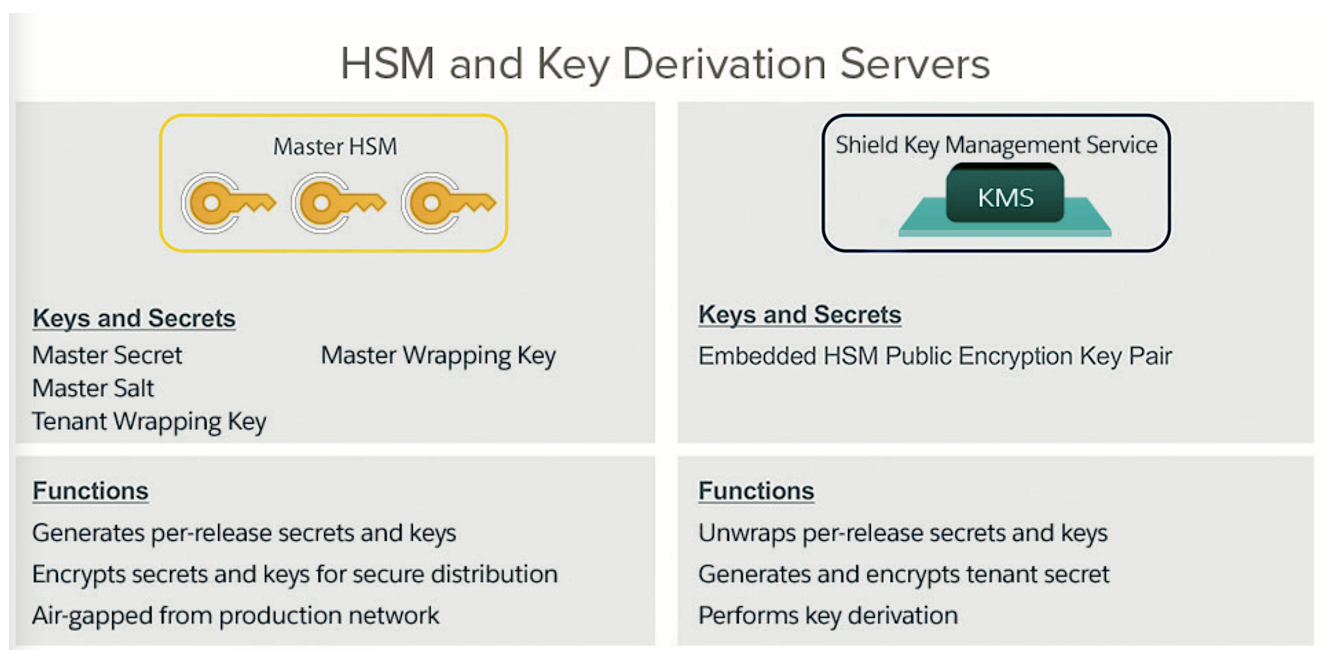 HSM and Key Derivation Servers
Master HSM
Keys and Secrets
Master Secret
Master Wrapping Key
Master Salt
Tenant Wrapping Key
Functions
Generates per-release secrets and keys
Encrypts secrets and keys for secure distribution
Air-gapped from production network
Shield Key Management Service
KMS
Keys and Secrets
Embedded HSM Public Encryption Key Pair
Functions
Unwraps per-release secrets and keys
Generates and encrypts tenant secret
Performs key derivation